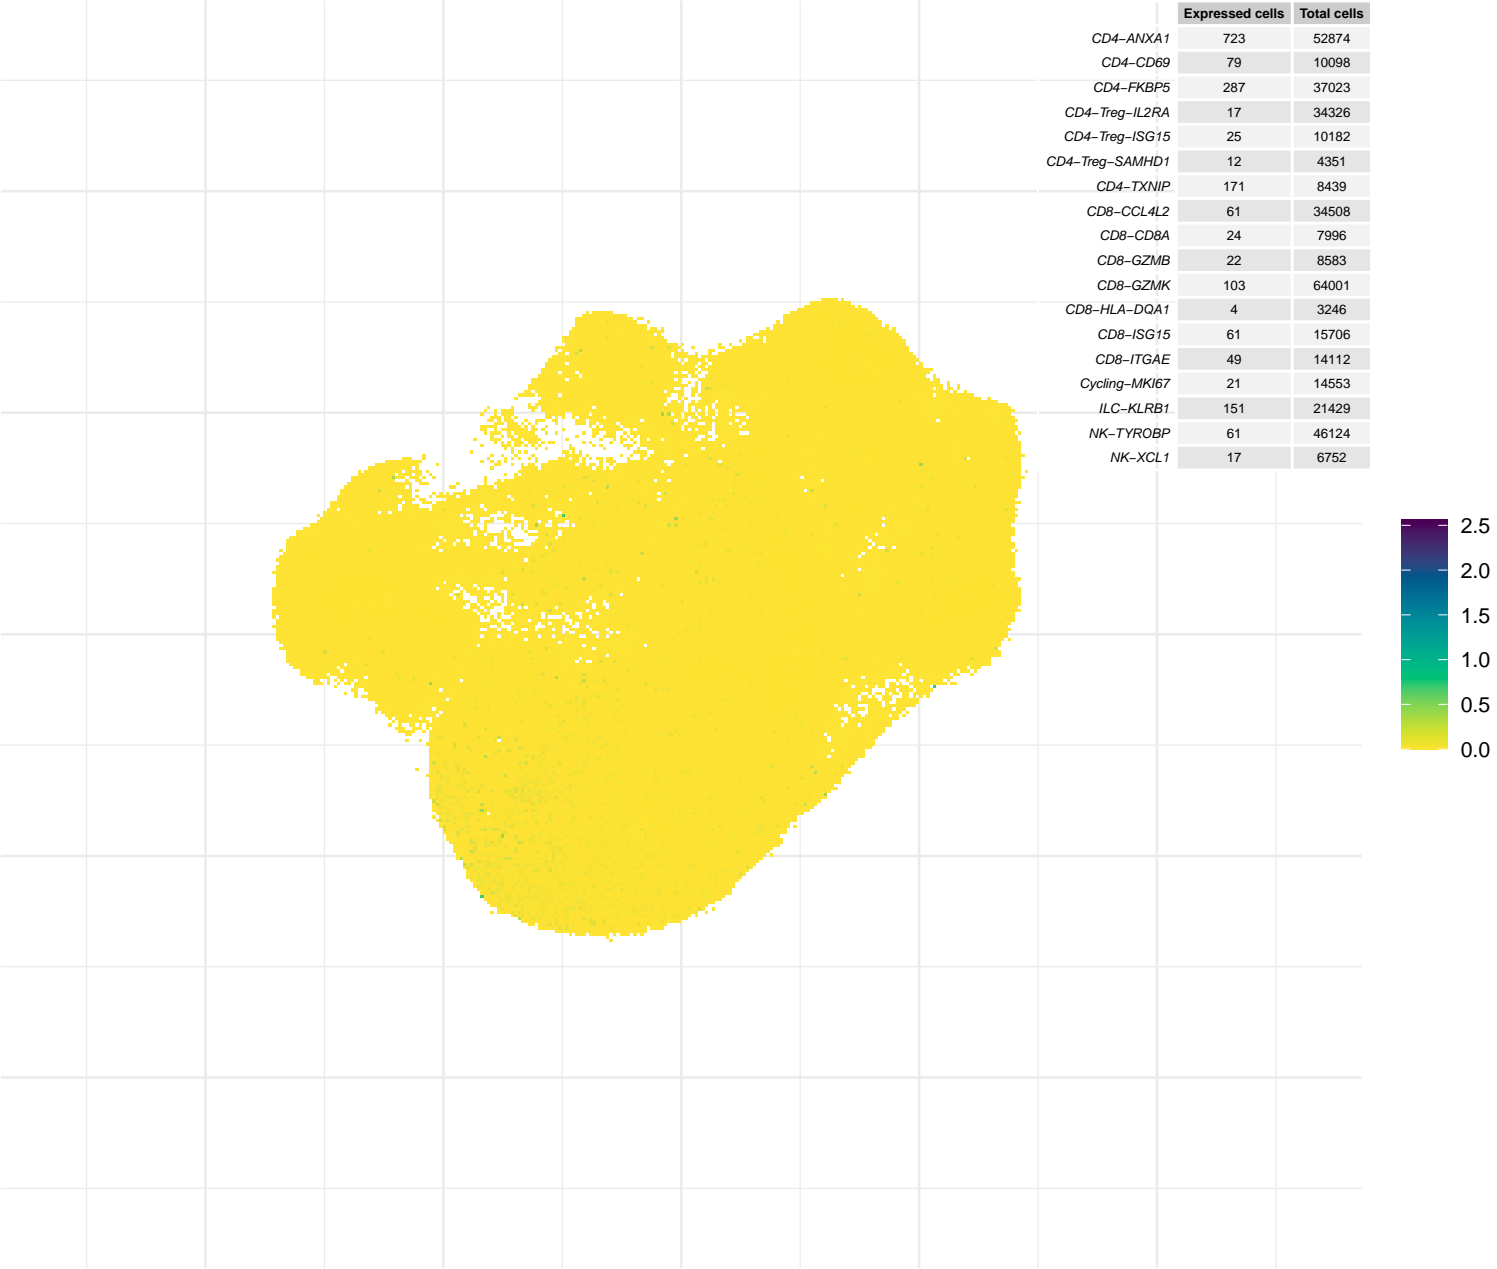 Expressed cells Total cells
CD4−ANXA1 723 52874
CD4−CD69 79 10098
CD4−FKBP5 287 37023
CD4−Treg−IL2RA 17 34326
CD4−Treg−ISG15 25 10182
CD4−Treg−SAMHD1 12 4351
CD4−TXNIP 171 8439
CD8−CCL4L2 61 34508
CD8−CD8A 24 7996
CD8−GZMB 22 8583
CD8−GZMK 103 64001
CD8−HLA−DQA1 4 3246
CD8−ISG15 61 15706
CD8−ITGAE 49 14112
Cycling−MKI67 21 14553
ILC−KLRB1 151 21429
NK−TYROBP 61 46124
NK−XCL1 17 6752
2.5
2.0
1.5
1.0
0.5
0.0